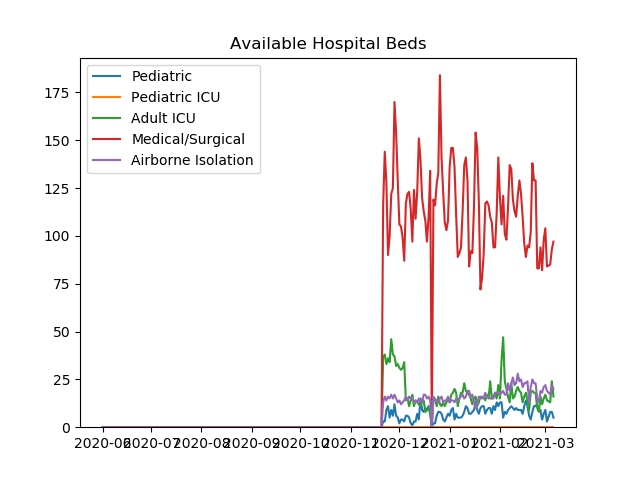 Available Hospital Beds
Pediatric
Pediatric ICU
Adult ICU
Medical/Surgical
Airborne Isolation
175
150
125
100
75
50
25
0
2020-06 2020-07 2020-08 2020-09 2020-10 2020-11 2020-12 2021-01 2021-02 2021-03